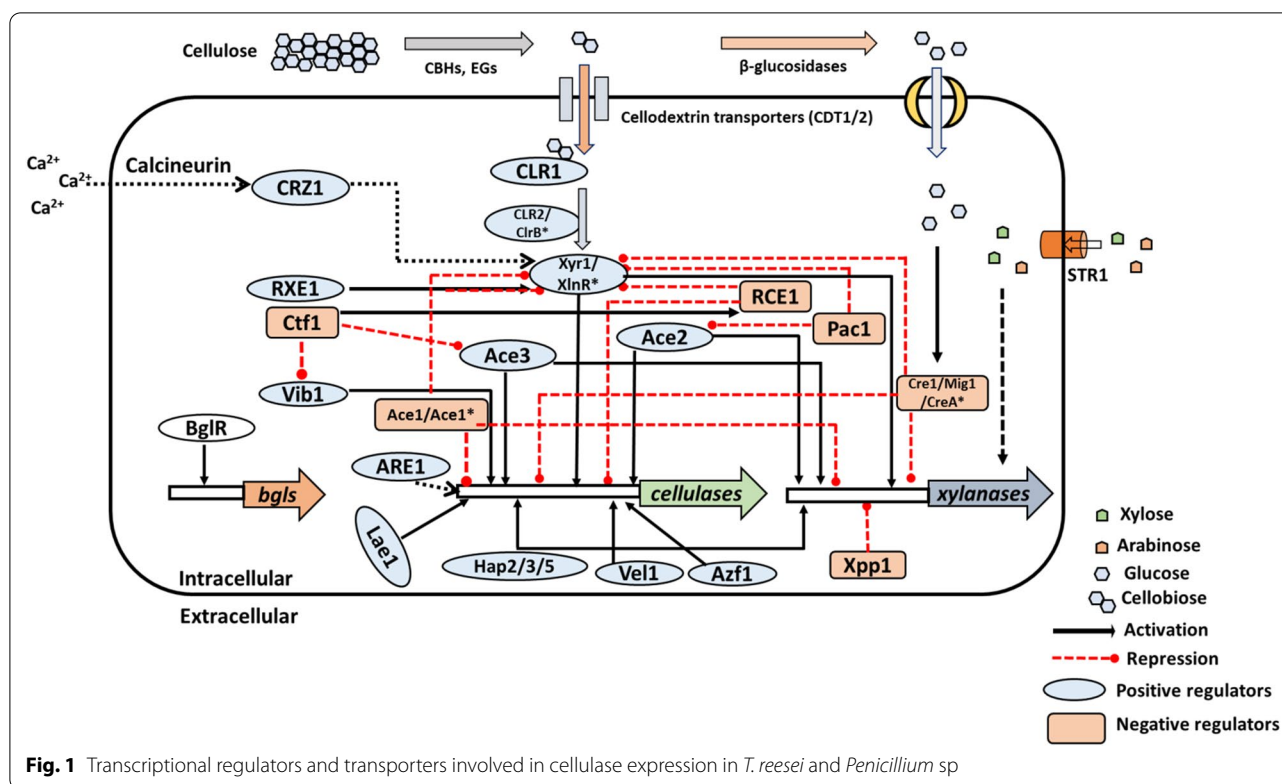 Cellulose
CBHs, EGs
β-glucosidases
Cellodextrin transporters (CDT1/2)
Ca2+
Ca2+
Ca2+
Calcineurin
CRZ1
CLR1
CLR2/
ClrB*
Xyr1/
XlnR*
STR1
RXE1
RCE1
Ctf1
Pac1
Ace2
Ace3
Vib1
Cre1/Mig1
/CreA*
Ace1/Ace1*
BglR
ARE1
bgls
cellulases
xylanases
Lae1
Hap2/3/5
Vel1
Azf1
Xpp1
Intracellular
Extracellular
Xylose
Arabinose
Glucose
Cellobiose
Activation
Repression
Positive regulators
Negative regulators
Fig. 1 Transcriptional regulators and transporters involved in cellulase expression in T. reesei and Penicillium sp